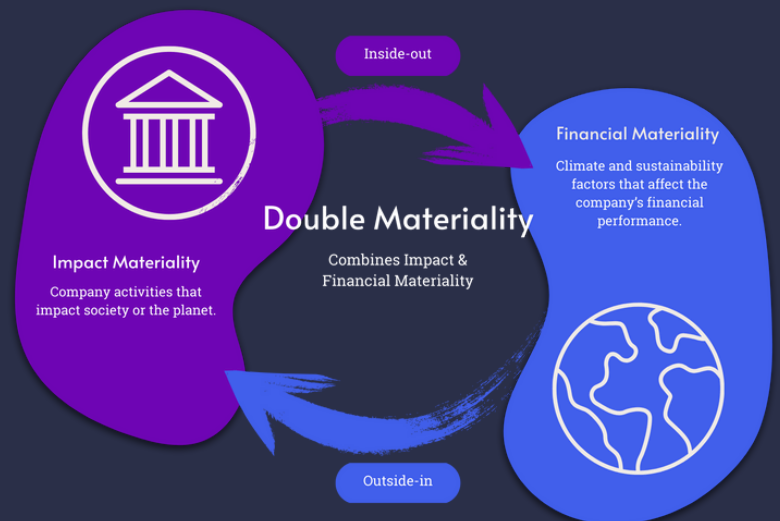 Inside-out
Financial Materiality
Climate and sustainability
factors that affect the
company's financial
performance.
Double Materiality
Combines Impact &
Financial Materiality
Impact Materiality
Company activities that
impact society or the planet.
Outside-in